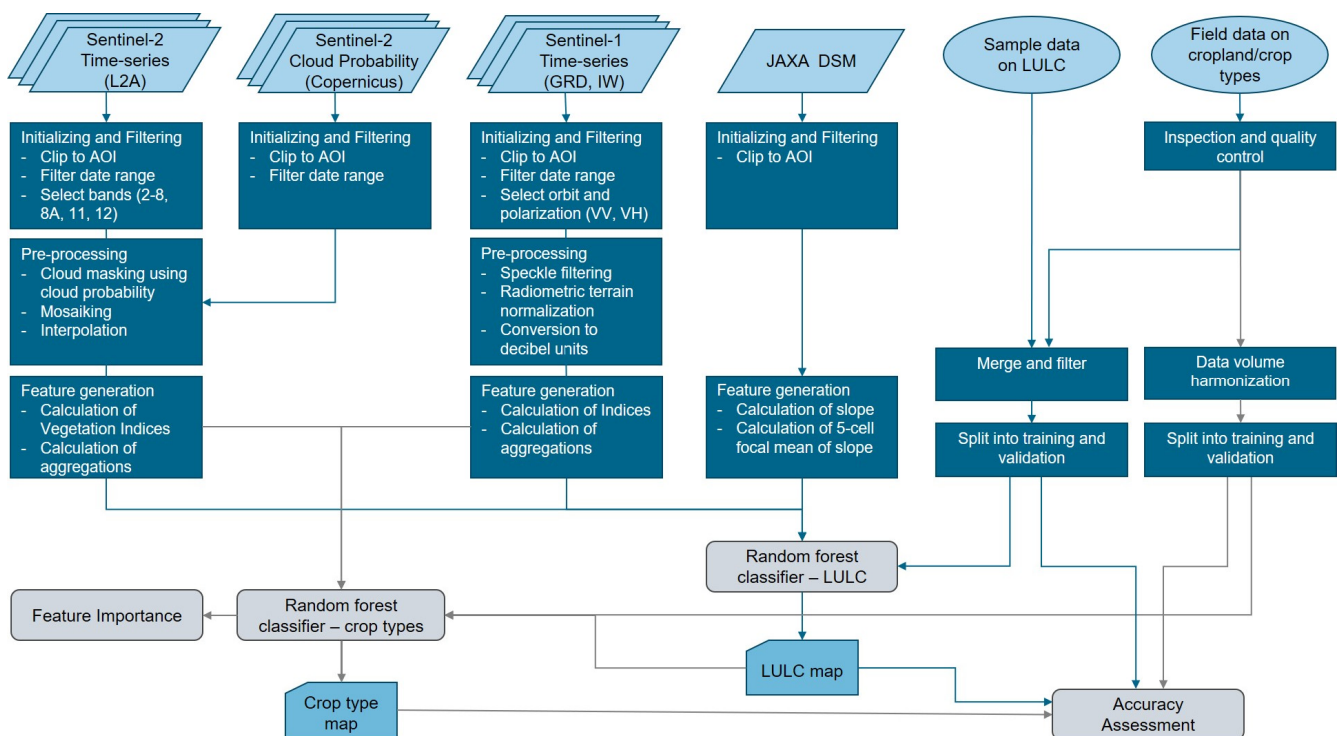 Sentinel-2
Time-series
(L2A)
Sentinel-2
Cloud Probability
(Copernicus)
Sentinel-1
Time-series
(GRD, IW)
JAXA DSM
Sample data
on LULC
Field data on
cropland/crop
types
Initializing and Filtering
- Clip to AOI
- Filter date range
- Select bands (2-8,
8A, 11, 12)
Initializing and Filtering
- Clip to AOI
- Filter date range
Initializing and Filtering
- Clip to AOI
- Filter date range
- Select orbit and
polarization (VV, VH)
Initializing and Filtering
- Clip to AOI
Inspection and quality
control
Pre-processing
- Cloud masking using
cloud probability
- Mosaiking
- Interpolation
Pre-processing
- Speckle filtering
- Radiometric terrain
normalization
- Conversion to
decibel units
Merge and filter
Data volume
harmonization
Feature generation
- Calculation of
Vegetation Indices
- Calculation of
aggregations
Feature generation
- Calculation of Indices
- Calculation of
aggregations
Feature generation
- Calculation of slope
- Calculation of 5-cell
focal mean of slope
Split into training and
validation
Split into training and
validation
Random forest
classifier – LULC
Feature Importance
Random forest
classifier – crop types
LULC map
Crop type
map
Accuracy
Assessment